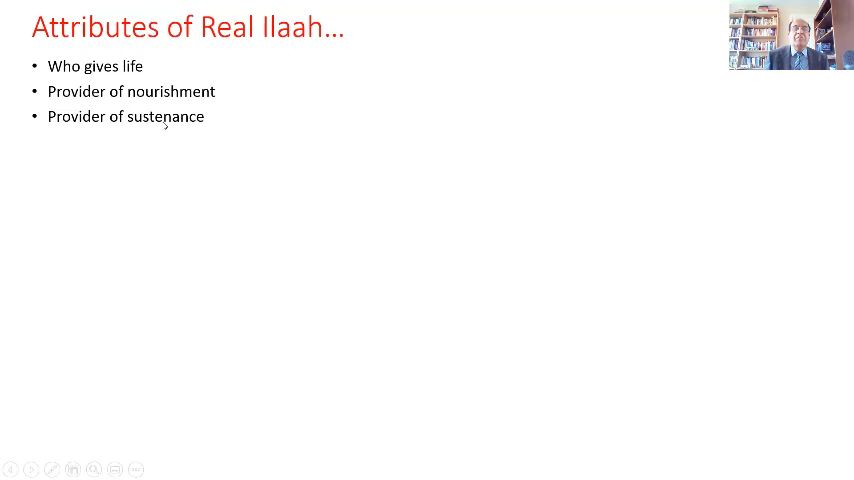 Attributes of Real Ilaah...
• Who gives life
• Provider of nourishment
• Provider of sustenance